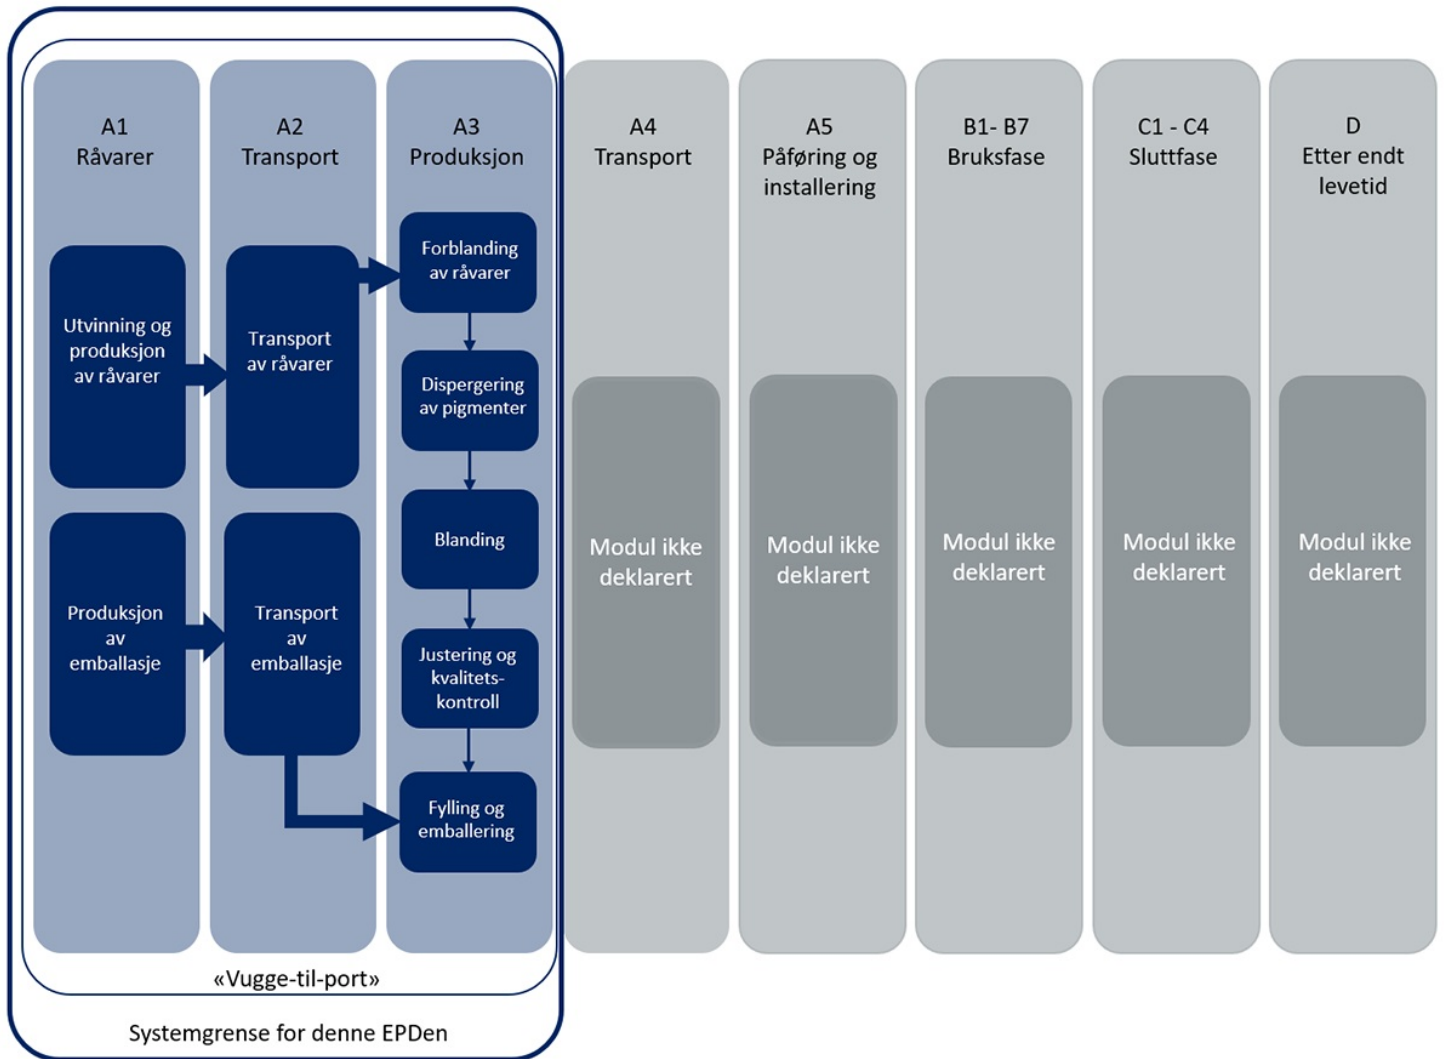 A1
Råvarer
A2
Transport
A3
Produksjon
A4
Transport
A5
Påføring og
installering
B1- B7
Bruksfase
C1 - C4
Sluttfase
D
Etter endt
levetid
Utvinning og
produksjon
av råvarer
Produksjon
av
emballasje
Transport
av råvarer
Transport
av
emballasje
Forblanding
av råvarer
Dispergering
av pigmenter
Blanding
Justering og
kvalitets-
kontroll
Fylling og
emballering
Modul ikke
deklarert
Modul ikke
deklarert
Modul ikke
deklarert
Modul ikke
deklarert
Modul ikke
deklarert
«Vugge-til-port»
Systemgrense for denne EPDen